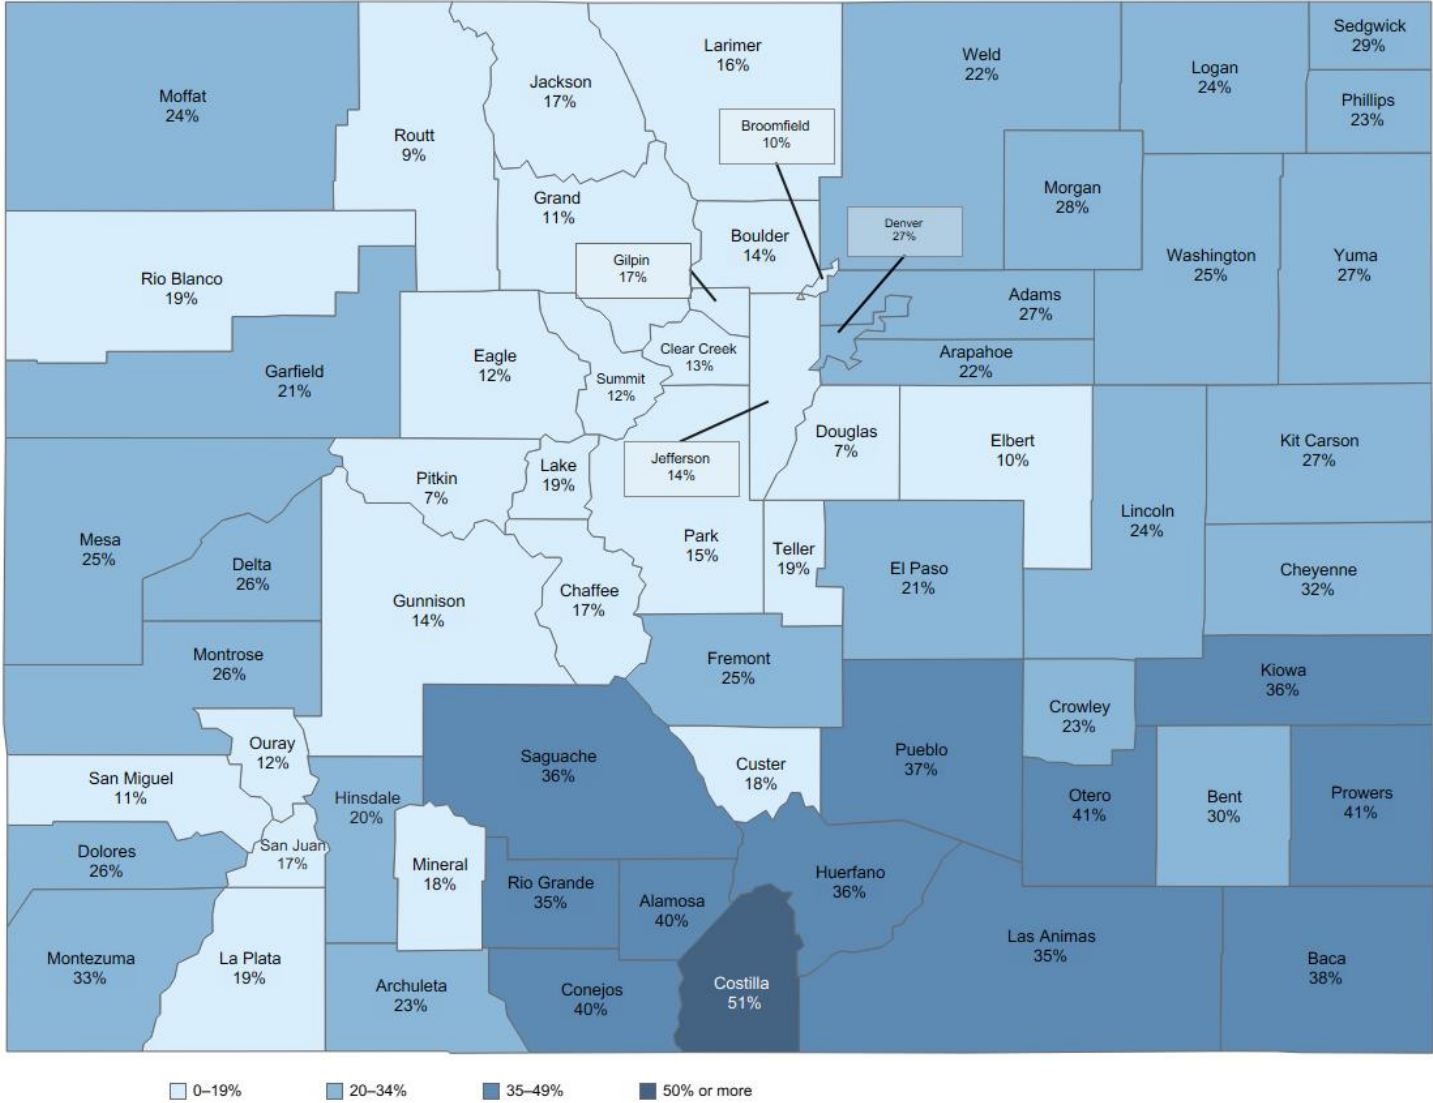 Moffat
24%
Routt
9%
Jackson
17%
Larimer
16%
Weld
22%
Logan
24%
Sedgwick
29%
Phillips
23%
Broomfield
10%
Morgan
28%
Grand
11%
Boulder
14%
Denver
27%
Washington
25%
Yuma
27%
Rio Blanco
19%
Gilpin
17%
Adams
27%
Garfield
21%
Eagle
12%
Summit
12%
Clear Creek
13%
Arapahoe
22%
Pitkin
7%
Lake
19%
Jefferson
14%
Douglas
7%
Elbert
10%
Kit Carson
27%
Mesa
25%
Delta
26%
Gunnison
14%
Chaffee
17%
Park
15%
Teller
19%
El Paso
21%
Lincoln
24%
Cheyenne
32%
Montrose
26%
Fremont
25%
Kiowa
36%
Crowley
23%
Ouray
12%
San Miguel
11%
Hinsdale
20%
Saguache
36%
Custer
18%
Pueblo
37%
Otero
41%
Bent
30%
Prowers
41%
Dolores
26%
San Juan
17%
Mineral
18%
Rio Grande
35%
Alamosa
40%
Huerfano
36%
Las Animas
35%
Baca
38%
Montezuma
33%
La Plata
19%
Archuleta
23%
Conejos
40%
Costilla
51%
0–19%
20–34%
35–49%
50% or more